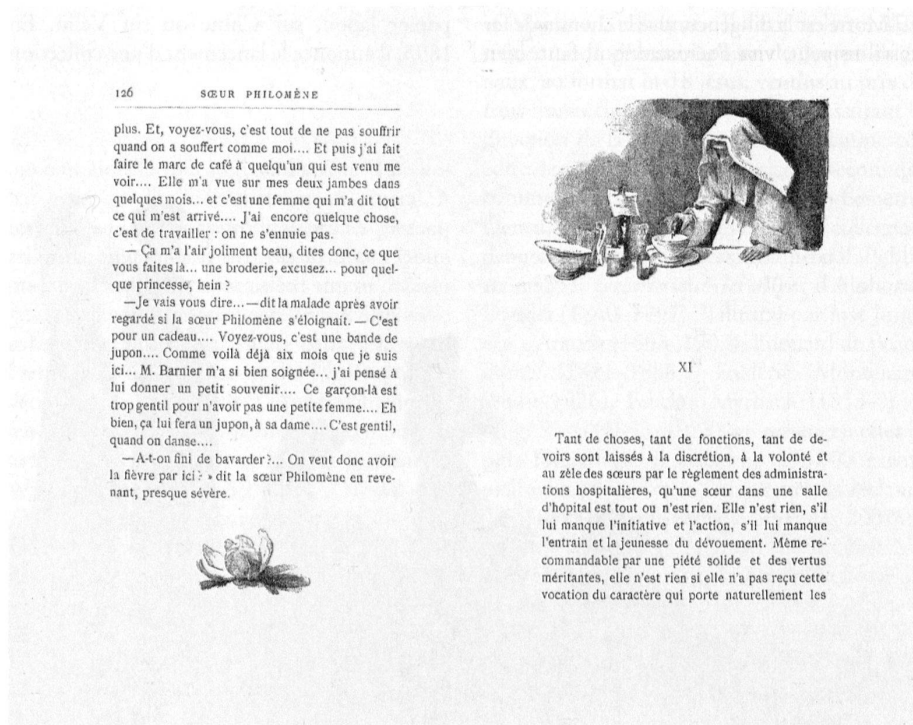 126 SŒUR PHILOMÈNE
plus. Et, voyez-vous, c'est tout de ne pas souffrir
quand on a souffert comme moi.... Et puis j'ai fait
faire le marc de café à quelqu'un qui est venu me
voir.... Elle m'a vue sur mes deux jambes dans
quelques mois... et c'est une femme qui m'a dit tout
ce qui m'est arrivé.... J'ai encore quelque chose,
c'est de travailler : on ne s'ennuie pas.
— Ça m'a l'air joliment beau, dites donc, ce que
vous faites là... une broderie, excusez... pour quel-
que princesse, hein ?
— Je vais vous dire... — dit la malade après avoir
regardé si la sœur Philomène s'éloignait. — C'est
pour un cadeau.... Voyez-vous, c'est une bande de
jupon.... Comme voilà déjà six mois que je suis
ici... M. Barnier m'a si bien soignée... j'ai pensé à
lui donner un petit souvenir.... Ce garçon-là est
trop gentil pour n'avoir pas une petite femme.... Eh
bien, ça lui fera un jupon, à sa dame.... C'est gentil,
quand on danse....
— A-t-on fini de bavarder ?... On veut donc avoir
la fièvre par ici ? » dit la sœur Philomène en reve-
nant, presque sévère.
XI
Tant de choses, tant de fonctions, tant de de-
voirs sont laissés à la discrétion, à la volonté et
au zèle des sœurs par le règlement des administra-
tions hospitalières, qu'une sœur dans une salle
d'hôpital est tout ou n'est rien. Elle n'est rien, s'il
lui manque l'initiative et l'action, s'il lui manque
l'entrain et la jeunesse du dévouement. Même re-
commandable par une piété solide et des vertus
méritantes, elle n'est rien si elle n'a pas reçu cette
vocation du caractère qui porte naturellement les